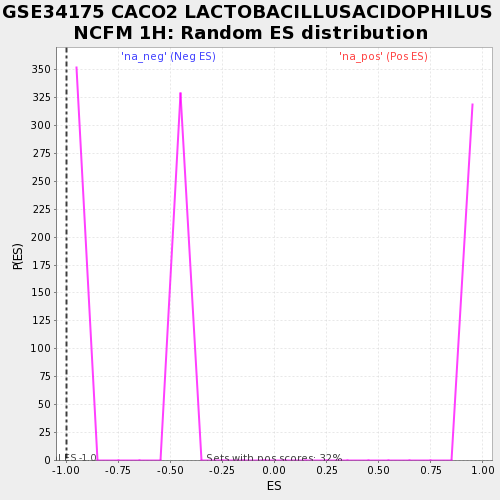 GSE34175 CACO2 LACTOBACILLUSACIDOPHILUS
NCFM 1H: Random ES distribution
'na_neg' (Neg ES) 'na_pos' (Pos ES)
350
325
300
275
250
225
200
175
150
125
100
75
50
25
0
P(ES)
ES -1.0
Sets with pos scores: 32%
-1.00 -0.75 -0.50 -0.25 0.00 0.25 0.50 0.75 1.00
ES